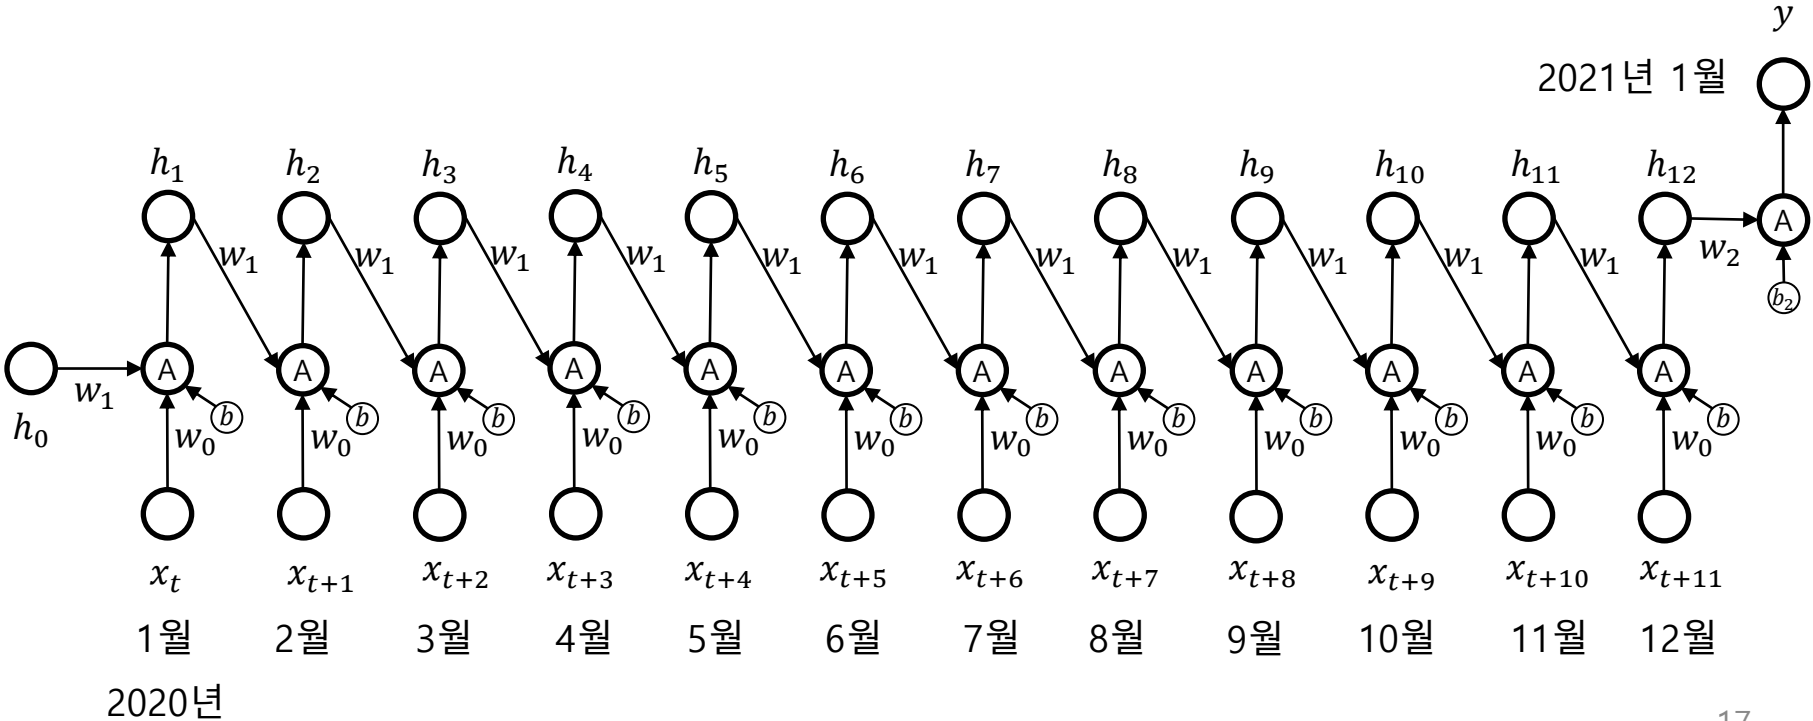 y
2021년 1월
h₁ h₂ h₃ h₄ h₅ h₆ h₇ h₈ h₉ h₁₀ h₁₁ h₁₂
w₁ w₁ w₁ w₁ w₁ w₁ w₁ w₁ w₁ w₁ w₁ w₂ A
b₂
A A A A A A A A A A A A
w₁
b b b b b b b b b b b b
h₀ w₀ w₀ w₀ w₀ w₀ w₀ w₀ w₀ w₀ w₀ w₀ w₀
xₜ xₜ₊₁ xₜ₊₂ xₜ₊₃ xₜ₊₄ xₜ₊₅ xₜ₊₆ xₜ₊₇ xₜ₊₈ xₜ₊₉ xₜ₊₁₀ xₜ₊₁₁
1월 2월 3월 4월 5월 6월 7월 8월 9월 10월 11월 12월
2020년
17